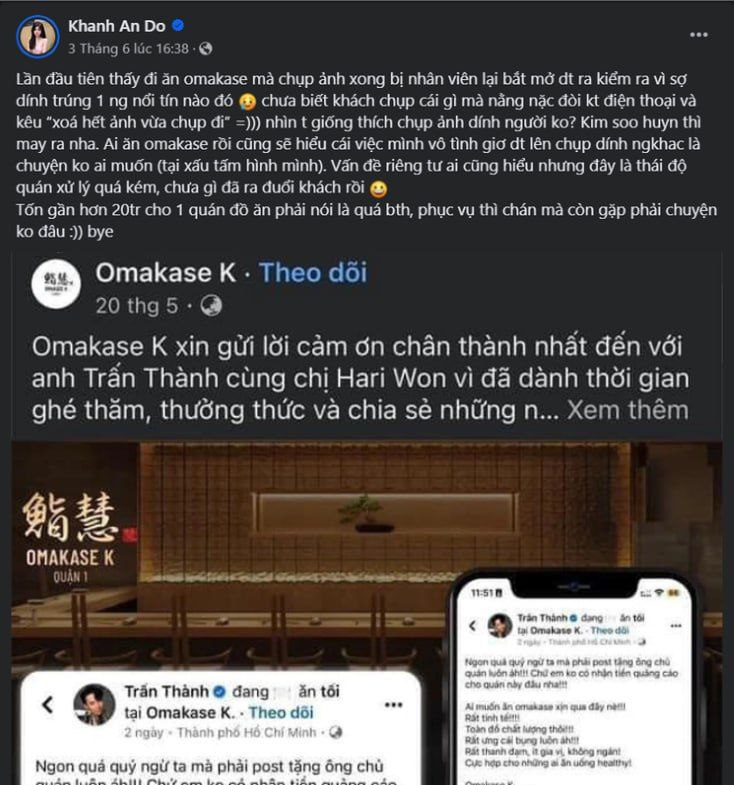 Khanh An Do
3 Tháng 6 lúc 16:38 ·
Lần đầu tiên thấy đi ăn omakase mà chụp ảnh xong bị nhân viên lại bắt mở dt ra kiểm ra vì sợ
dính trúng 1 ng nổi tín nào đó 😥 chưa biết khách chụp cái gì mà nằng nặc đòi kt điện thoại và
kêu "xoá hết ảnh vừa chụp đi" =))) nhìn t giống thích chụp ảnh dính người ko? Kim soo huyn thì
may ra nha. Ai ăn omakase rồi cũng sẽ hiểu cái việc mình vô tình giơ dt lên chụp dính ngkhac là
chuyện ko ai muốn (tại xấu tấm hình mình). Vấn đề riêng tư ai cũng hiểu nhưng đây là thái độ
quán xử lý quá kém, chưa gì đã ra đuổi khách rồi 😀
Tốn gần hơn 20tr cho 1 quán đồ ăn phải nói là quá bth, phục vụ thì chán mà còn gặp phải chuyện
ko đâu :)) bye
Omakase K · Theo dõi
20 thg 5 ·
Omakase K xin gửi lời cảm ơn chân thành nhất đến với
anh Trấn Thành cùng chị Hari Won vì đã dành thời gian
ghé thăm, thưởng thức và chia sẻ những n... Xem thêm
鮨慧
OMAKASE K
QUẬN 1
Trấn Thành đang ăn tối
tại Omakase K. · Theo dõi
2 ngày · Thành phố Hồ Chí Minh ·
Ngon quá quý ngừ ta mà phải post tặng ông chủ
quán luôn áh!!! Chứ em ko có nhận tiền quảng cáo
11:51
Trấn Thành đang ăn tối
tại Omakase K. · Theo dõi
2 ngày · Thành phố Hồ Chí Minh ·
Ngon quá quý ngừ ta mà phải post tặng ông chủ
quán luôn áh!!! Chứ em ko có nhận tiền quảng cáo
cho quán này đâu nha!!!
Ai muốn ăn omakase xịn qua đây nè!!!
Rất tinh tế!!!!
Toàn đồ chất lượng thôi!!!
Rất ưng cái bụng luôn áh!!!
Rất thanh đạm, ít gia vị, không ngán!
Cực hợp cho những ai ăn uống healthy!
Omakase K